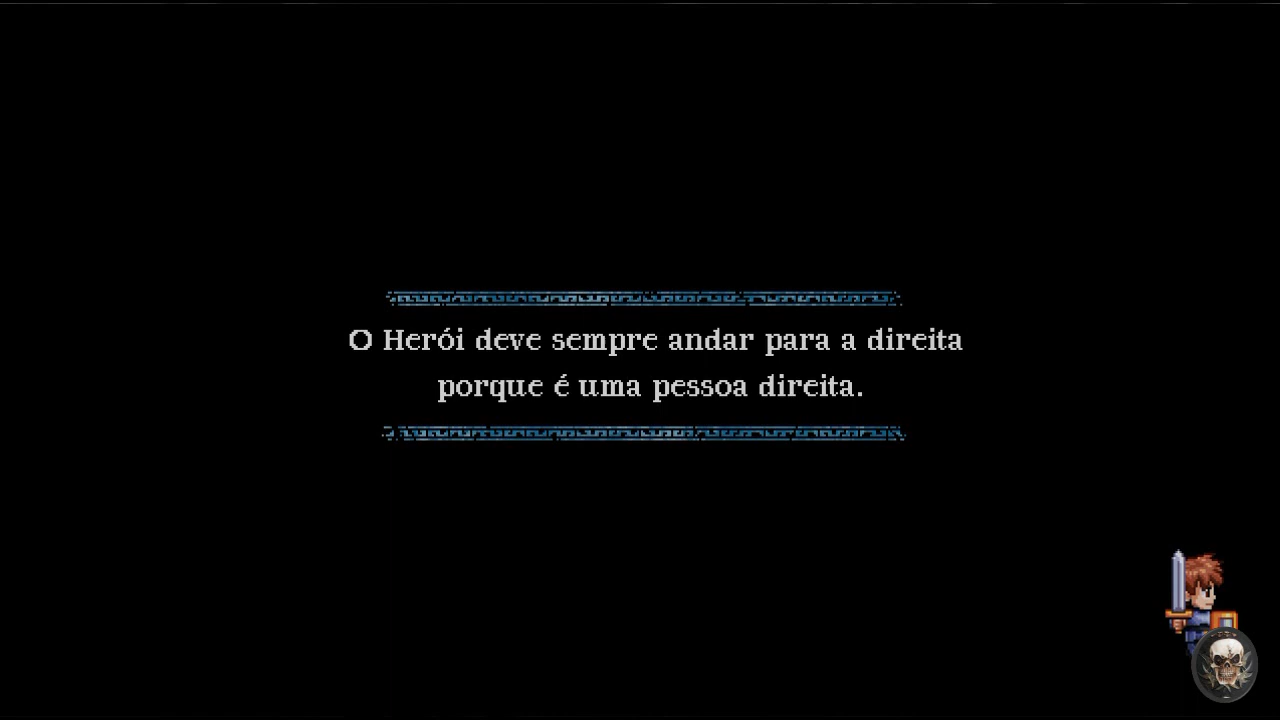 O Herói deve sempre andar para a direita
porque é uma pessoa direita.